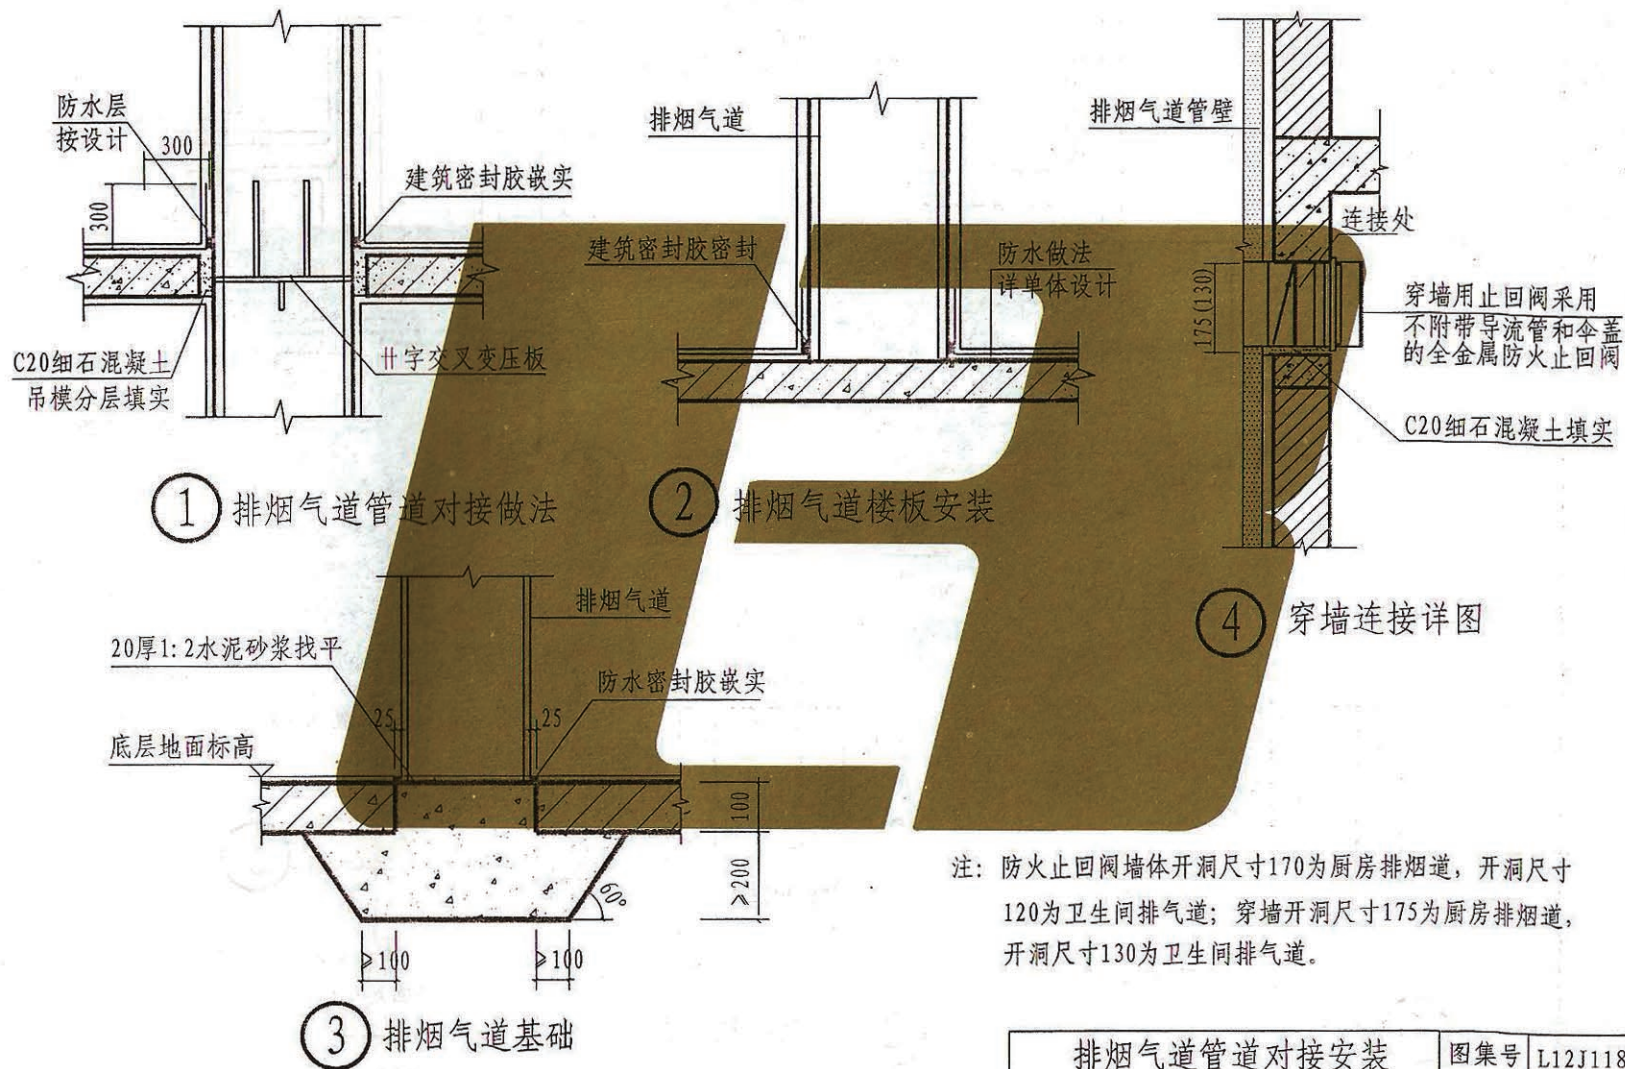 防水层
按设计
300
300
建筑密封胶嵌实
C20细石混凝土
吊模分层填实
廾字交叉变压板
① 排烟气道管道对接做法
排烟气道
建筑密封胶密封
防水做法
详单体设计
② 排烟气道楼板安装
排烟气道管壁
连接处
175(130)
穿墙用止回阀采用
不附带导流管和伞盖
的全金属防火止回阀
C20细石混凝土填实
④ 穿墙连接详图
排烟气道
20厚1:2水泥砂浆找平
防水密封胶嵌实
25
25
底层地面标高
100
≥200
60°
≥100
≥100
③ 排烟气道基础
注: 防火止回阀墙体开洞尺寸170为厨房排烟道, 开洞尺寸
120为卫生间排气道; 穿墙开洞尺寸175为厨房排烟道,
开洞尺寸130为卫生间排气道。
排烟气道管道对接安装 图集号 L12J118